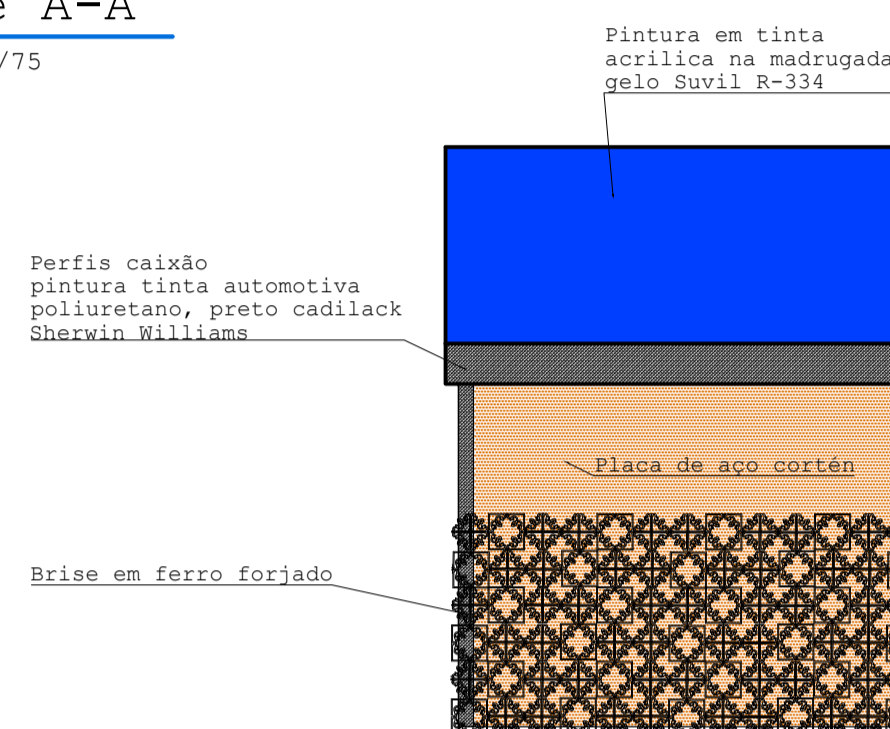 e A-A
/75
Pintura em tinta
acrilica na madrugada
gelo Suvil R-334
Perfis caixão
pintura tinta automotiva
poliuretano, preto cadilack
Sherwin Williams
Placa de aço cortén
Brise em ferro forjado